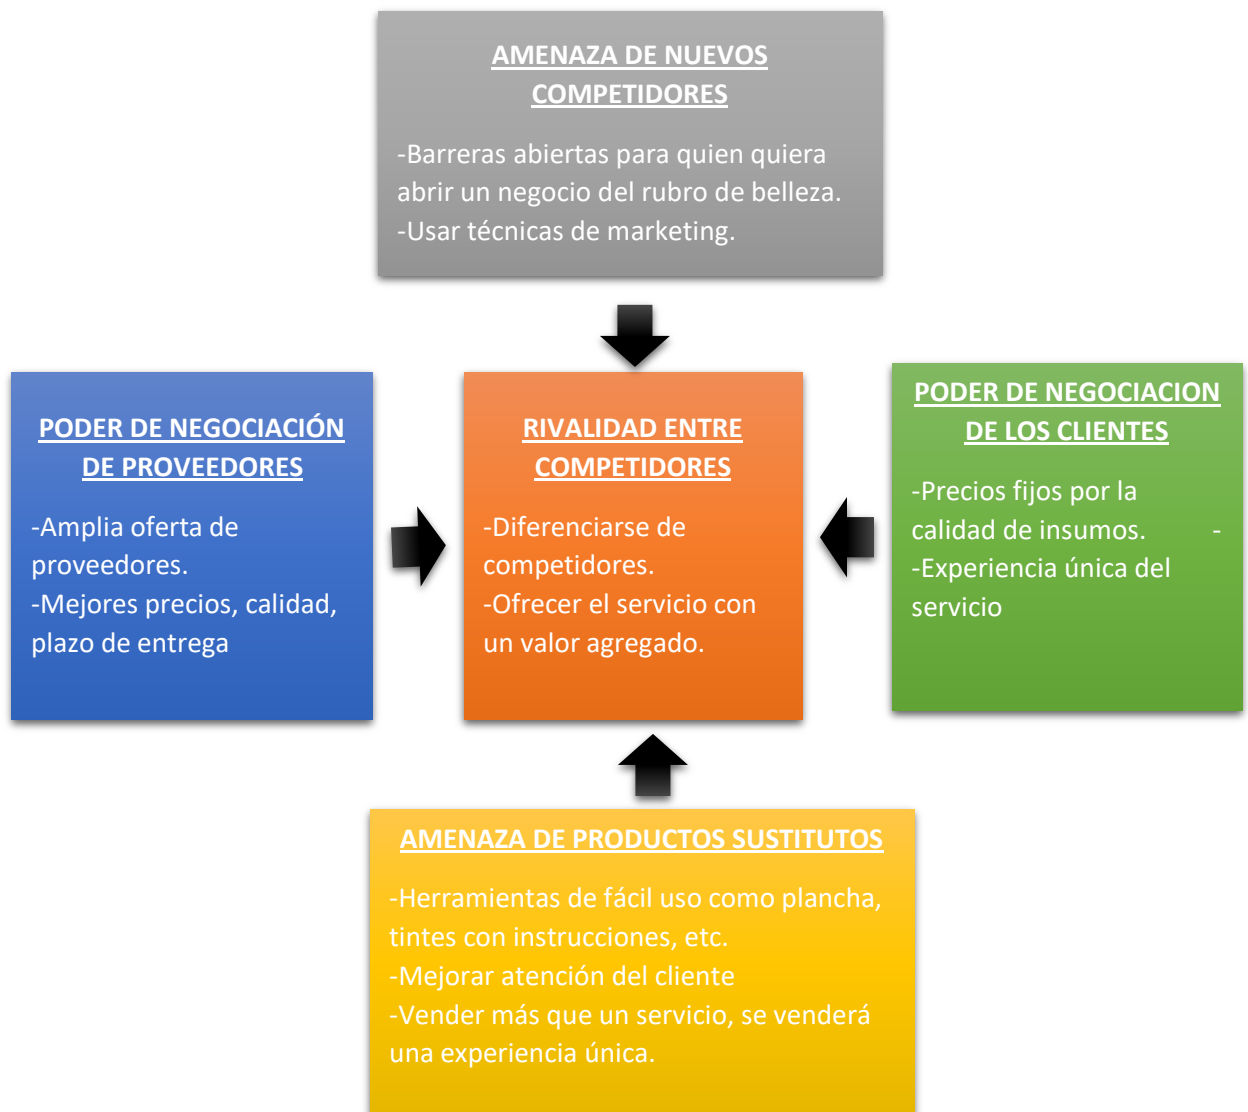 AMENAZA DE NUEVOS
COMPETIDORES
-Barreras abiertas para quien quiera
abrir un negocio del rubro de belleza.
-Usar técnicas de marketing.
PODER DE NEGOCIACIÓN
DE PROVEEDORES
-Amplia oferta de
proveedores.
-Mejores precios, calidad,
plazo de entrega
RIVALIDAD ENTRE
COMPETIDORES
-Diferenciarse de
competidores.
-Ofrecer el servicio con
un valor agregado.
PODER DE NEGOCIACION
DE LOS CLIENTES
-Precios fijos por la
calidad de insumos. -
-Experiencia única del
servicio
AMENAZA DE PRODUCTOS SUSTITUTOS
-Herramientas de fácil uso como plancha,
tintes con instrucciones, etc.
-Mejorar atención del cliente
-Vender más que un servicio, se venderá
una experiencia única.